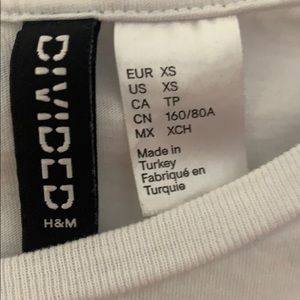 DIVIDED
H&M
EUR XS
US XS
CA TP
CN 160/80A
MX XCH
Made in
Turkey
Fabriqué en
Turquie